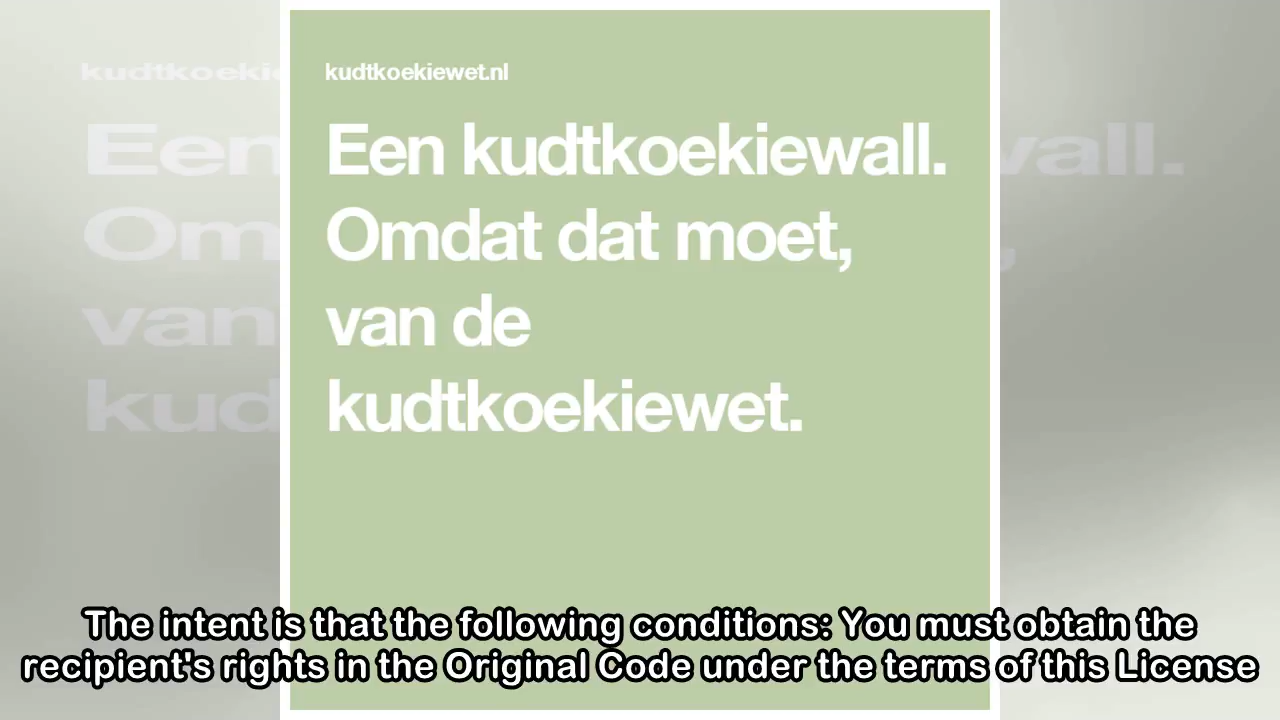 kudtkoekiewet.nl
Een kudtkoekiewall.
Omdat dat moet,
van de
kudtkoekiewet.
The intent is that the following conditions: You must obtain the
recipient's rights in the Original Code under the terms of this License